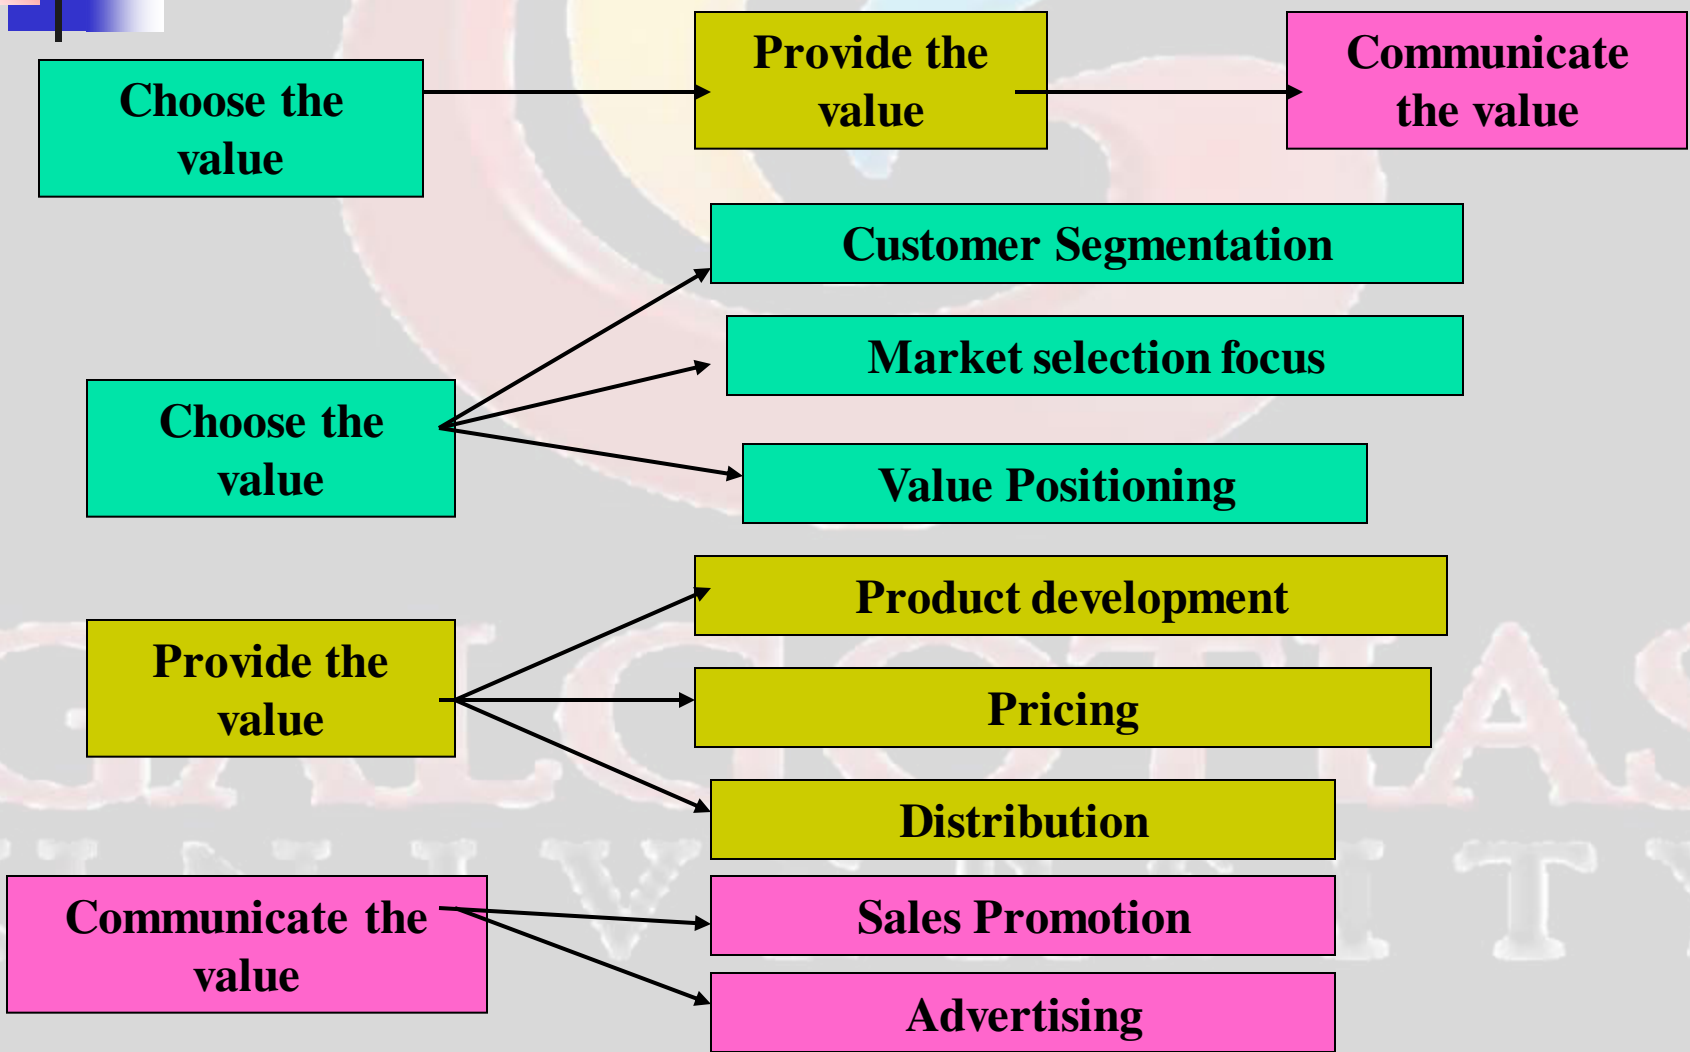 Choose the
value
Provide the
value
Communicate
the value
Customer Segmentation
Market selection focus
Choose the
value
Value Positioning
Product development
Provide the
value
Pricing
Distribution
Communicate the
value
Sales Promotion
Advertising